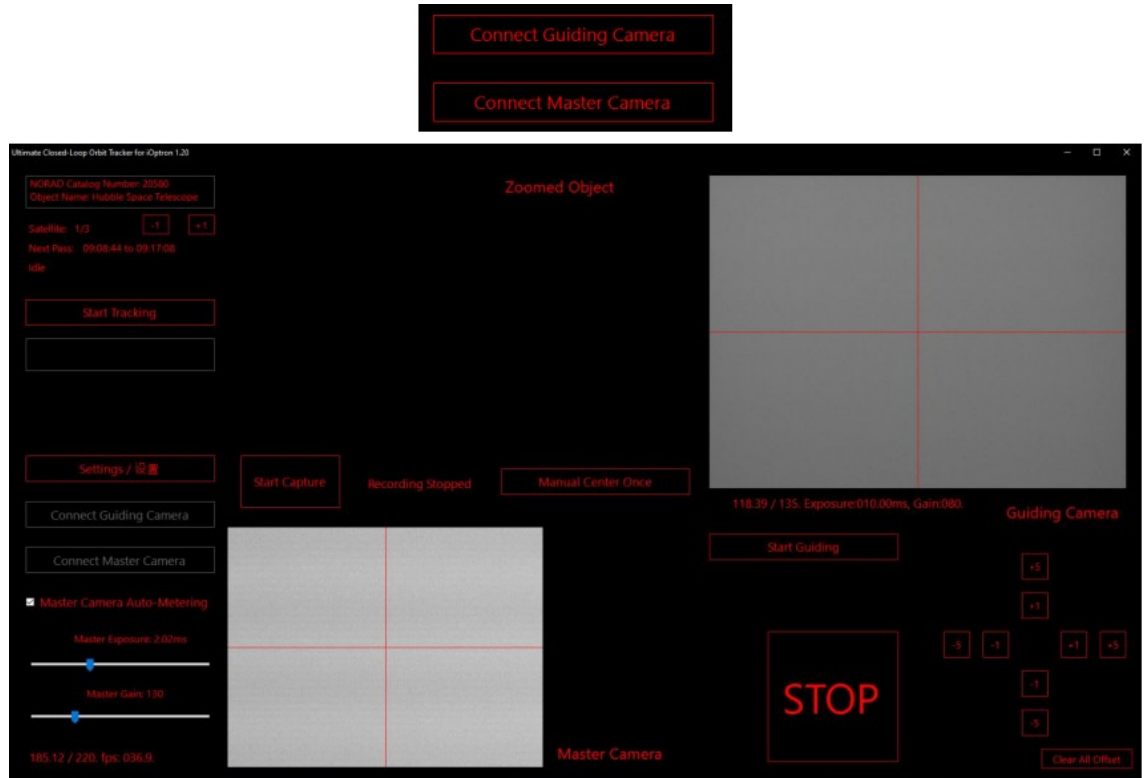 Connect Guiding Camera
Connect Master Camera
Ultimate Closed-Loop Orbit Tracker for iOptron 1.20
NORAD Catalog Number: 20580
Object Name: Hubble Space Telescope
Satellite: 1/3
-1
+1
Next Pass: 09:08:44 to 09:17:08
Idle
Start Tracking
Settings / 设置
Connect Guiding Camera
Connect Master Camera
Master Camera Auto-Metering
Master Exposure: 2.02ms
Master Gain: 130
185.12 / 220. fps: 036.9.
Zoomed Object
Start Capture
Recording Stopped
Manual Center Once
Master Camera
118.39 / 135. Exposure:010.00ms, Gain:080.
Guiding Camera
Start Guiding
+5
+1
-5
-1
+1
+5
-1
-5
STOP
Clear All Offset